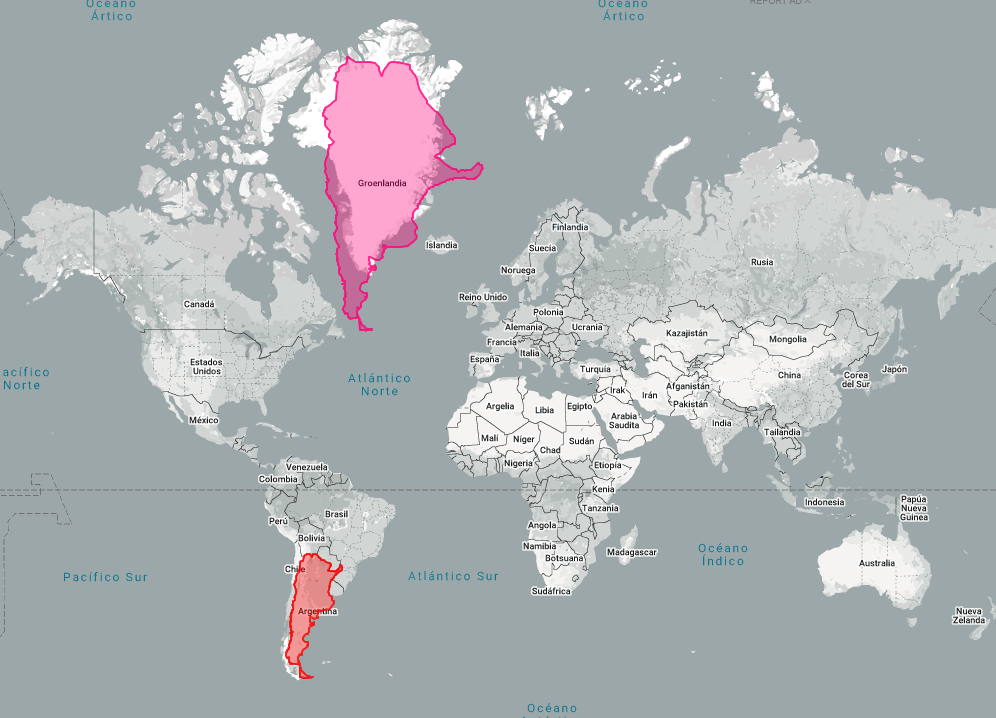 Océano
Ártico
Océano
Ártico
REPORT AD
Groenlandia
Islandia
Finlandia
Suecia
Noruega
Rusia
Reino Unido
Canadá
Polonia
Alemania
Ucrania
Kazajistán
Mongolia
Francia
Italia
España
Turquía
Estados
Unidos
acífico
Norte
Atlántico
Norte
China
Corea
del Sur
Japón
Afganistán
Irak
Irán
Pakistán
México
Argelia
Libia
Egipto
Arabia
Saudita
India
Tailandia
Malí
Níger
Chad
Sudán
Nigeria
Etiopia
Venezuela
Colombia
Kenia
Tanzania
Indonesia
Papúa
Nueva
Guinea
Perú
Brasil
Bolivia
Angola
Namibia
Botsuana
Madagascar
Océano
Índico
Australia
Chile
Pacífico Sur
Atlántico Sur
Sudáfrica
Argentina
Nueva
Zelanda
Océano